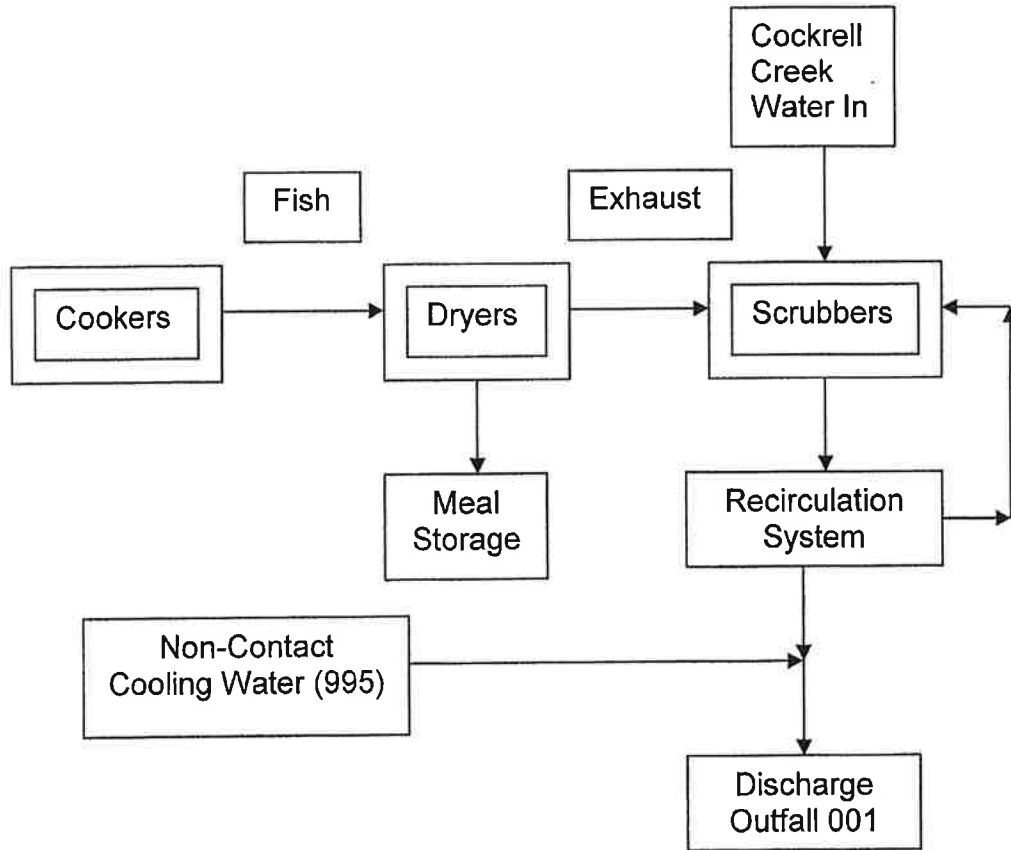 Cockrell
Creek
Water In
Fish
Exhaust
Cookers
Dryers
Scrubbers
Meal
Storage
Recirculation
System
Non-Contact
Cooling Water (995)
Discharge
Outfall 001